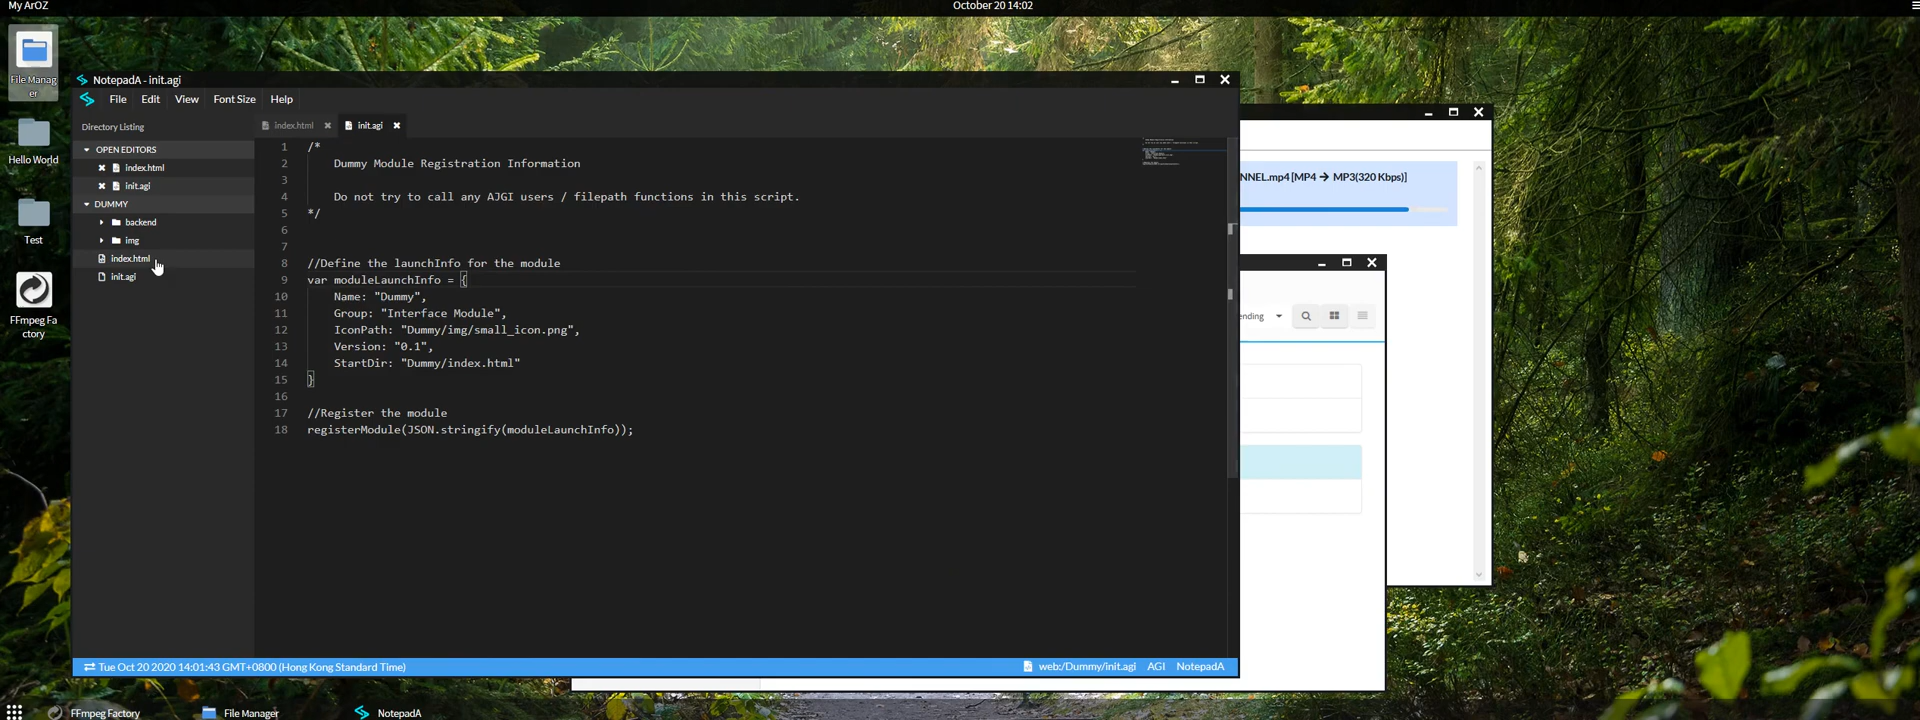 My ArOZ
October 20 14:02
File Manag
er
Hello World
Test
FFmpeg Fa
ctory
NotepadA - init.agi
File Edit View Font Size Help
Directory Listing
OPEN EDITORS
index.html
init.agi
DUMMY
backend
img
index.html
init.agi
index.html init.agi
1 /*
2 Dummy Module Registration Information
3
4 Do not try to call any AJGI users / filepath functions in this script.
5 */
6
7
8 //Define the launchInfo for the module
9 var moduleLaunchInfo = {
10 Name: "Dummy",
11 Group: "Interface Module",
12 IconPath: "Dummy/img/small_icon.png",
13 Version: "0.1",
14 StartDir: "Dummy/index.html"
15 }
16
17 //Register the module
18 registerModule(JSON.stringify(moduleLaunchInfo));
Tue Oct 20 2020 14:01:43 GMT+0800 (Hong Kong Standard Time)
web:/Dummy/init.agi AGI NotepadA
NNEL.mp4 [MP4 → MP3(320 Kbps)]
ending
FFmpeg Factory File Manager NotepadA